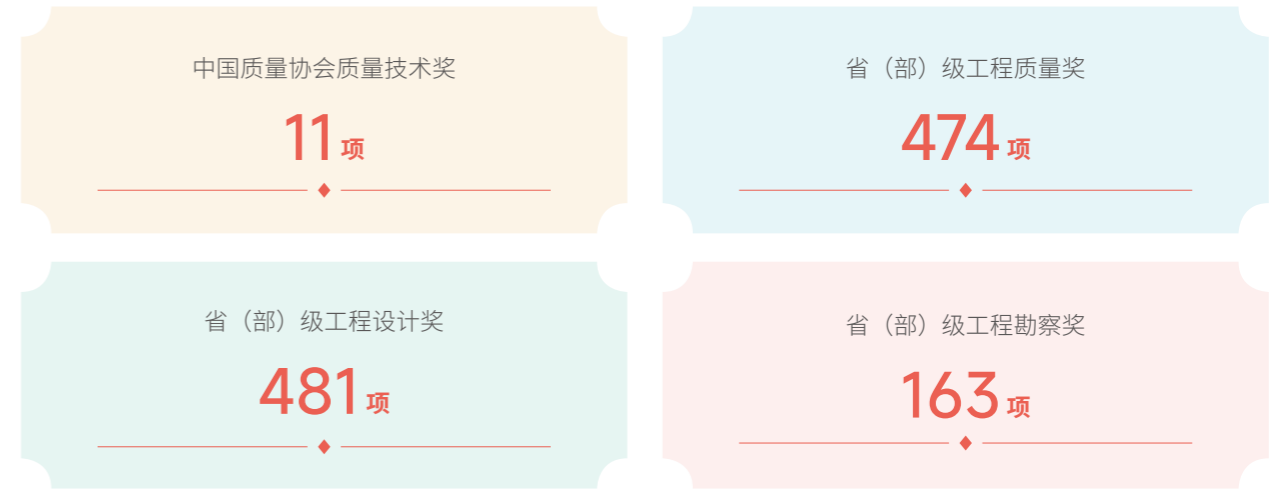 中国质量协会质量技术奖
11 项
省（部）级工程质量奖
474 项
省（部）级工程设计奖
481 项
省（部）级工程勘察奖
163 项